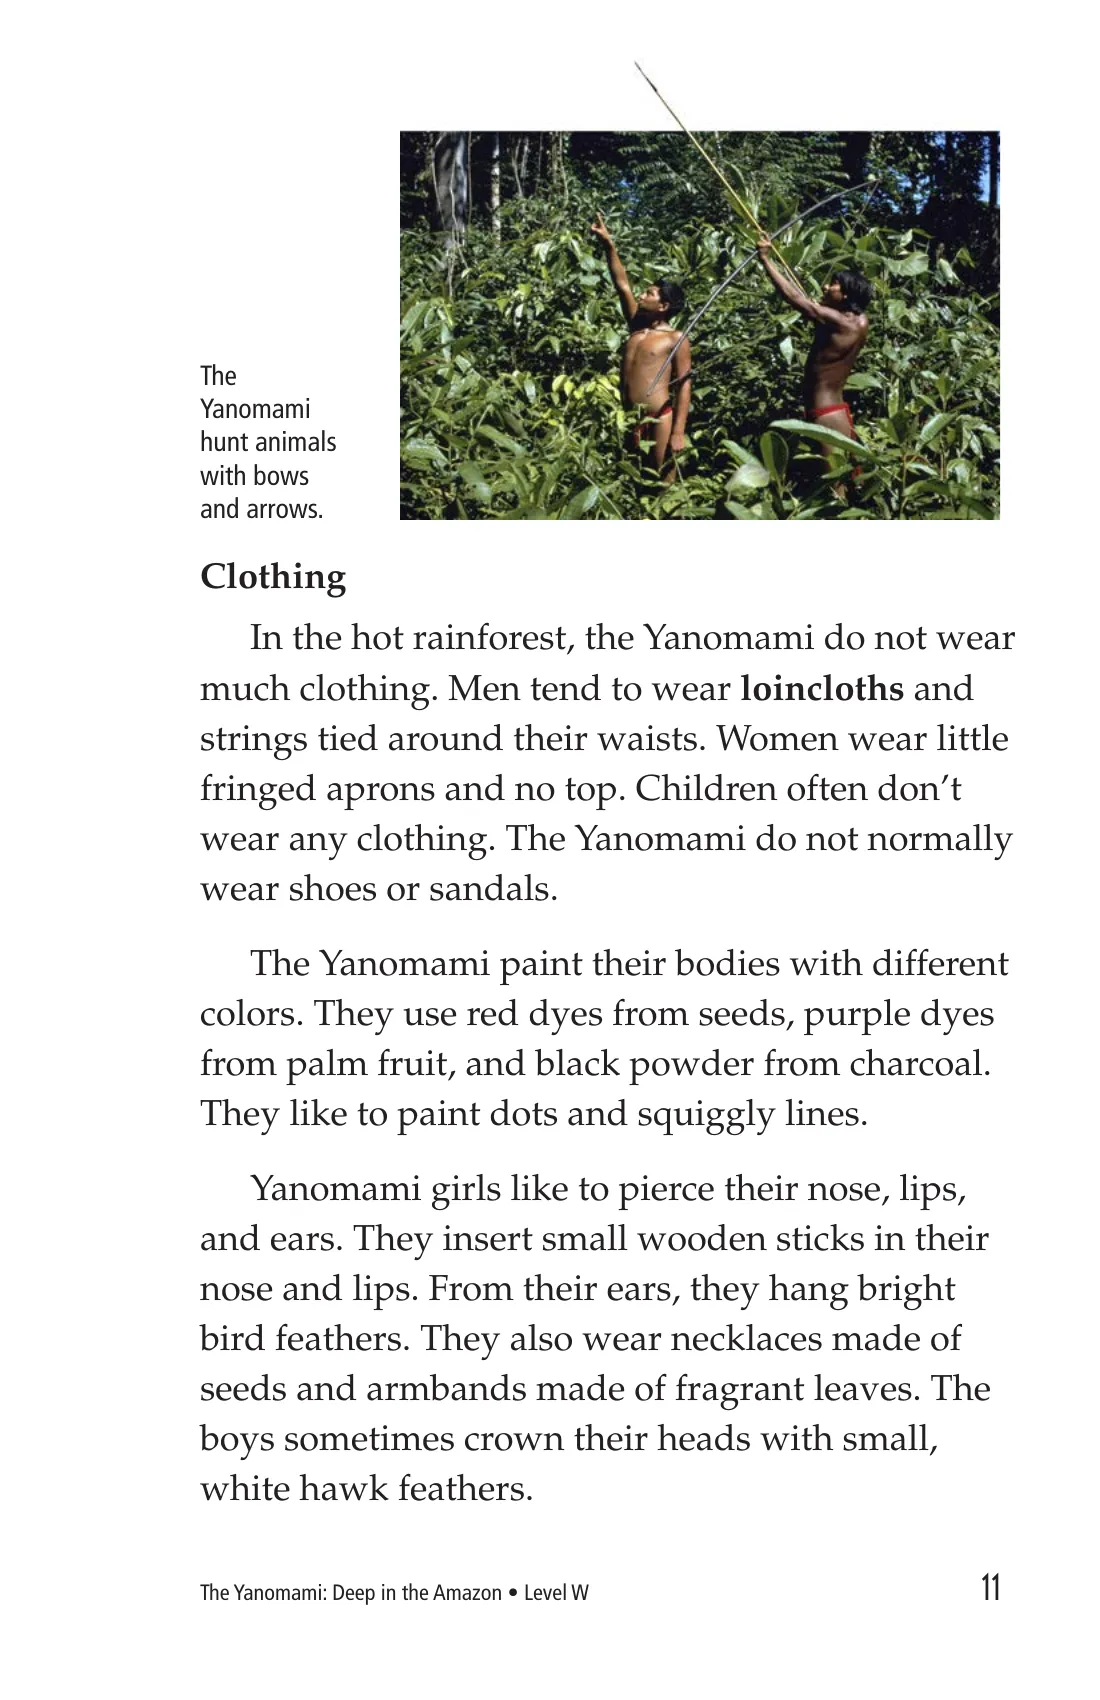 The
Yanomami
hunt animals
with bows
and arrows.
Clothing
In the hot rainforest, the Yanomami do not wear
much clothing. Men tend to wear loincloths and
strings tied around their waists. Women wear little
fringed aprons and no top. Children often don’t
wear any clothing. The Yanomami do not normally
wear shoes or sandals.
The Yanomami paint their bodies with different
colors. They use red dyes from seeds, purple dyes
from palm fruit, and black powder from charcoal.
They like to paint dots and squiggly lines.
Yanomami girls like to pierce their nose, lips,
and ears. They insert small wooden sticks in their
nose and lips. From their ears, they hang bright
bird feathers. They also wear necklaces made of
seeds and armbands made of fragrant leaves. The
boys sometimes crown their heads with small,
white hawk feathers.
The Yanomami: Deep in the Amazon • Level W 11